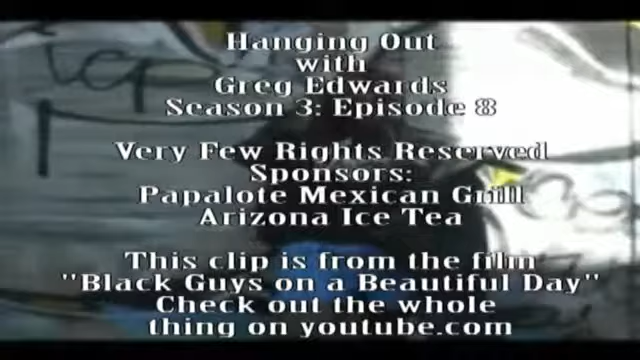 Hanging Out
with
Greg Edwards
Season 3: Episode 8
Very Few Rights Reserved
Sponsors:
Papalote Mexican Grill
Arizona Ice Tea
This clip is from the film
"Black Guys on a Beautiful Day"
Check out the whole
thing on youtube.com